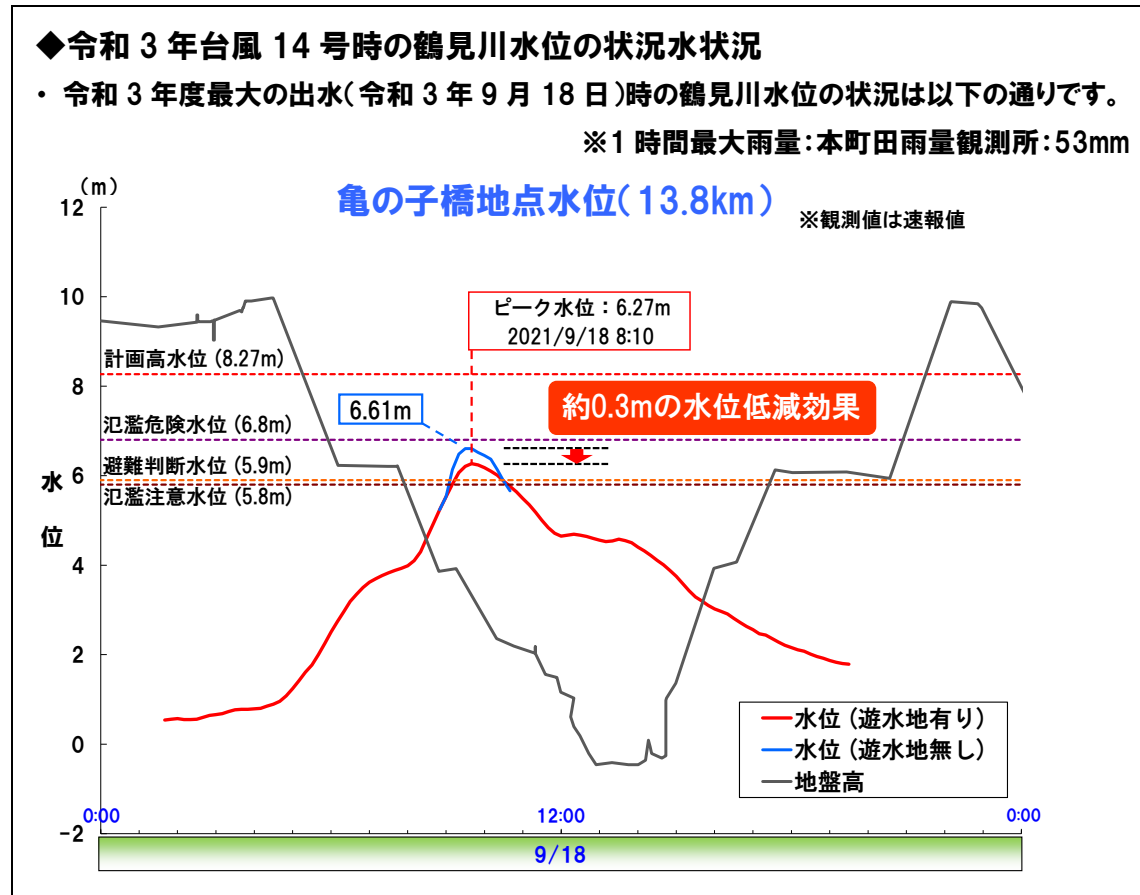 ◆令和 3 年台風 14 号時の鶴見川水位の状況水状況
・ 令和 3 年度最大の出水(令和 3 年 9 月 18 日)時の鶴見川水位の状況は以下の通りです。
※1 時間最大雨量:本町田雨量観測所:53mm
(m)
亀の子橋地点水位(13.8km)
※観測値は速報値
12
10
8
6
4
2
0
-2
水位
ピーク水位:6.27m
2021/9/18 8:10
計画高水位 (8.27m)
6.61m
約0.3mの水位低減効果
氾濫危険水位 (6.8m)
避難判断水位 (5.9m)
氾濫注意水位 (5.8m)
水位 (遊水地有り)
水位 (遊水地無し)
地盤高
0:00
12:00
0:00
9/18